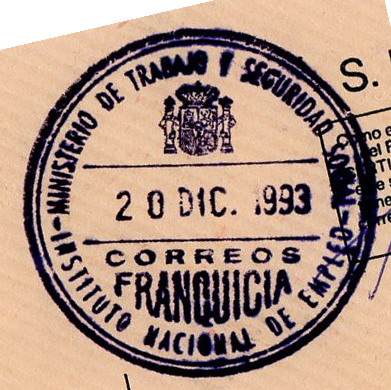 MINISTERIO DE TRABAJO Y SEGURIDAD SOCIAL
20 DIC. 1993
CORREOS
FRANQUICIA
INSTITUTO NACIONAL DE EMPLEO
S.